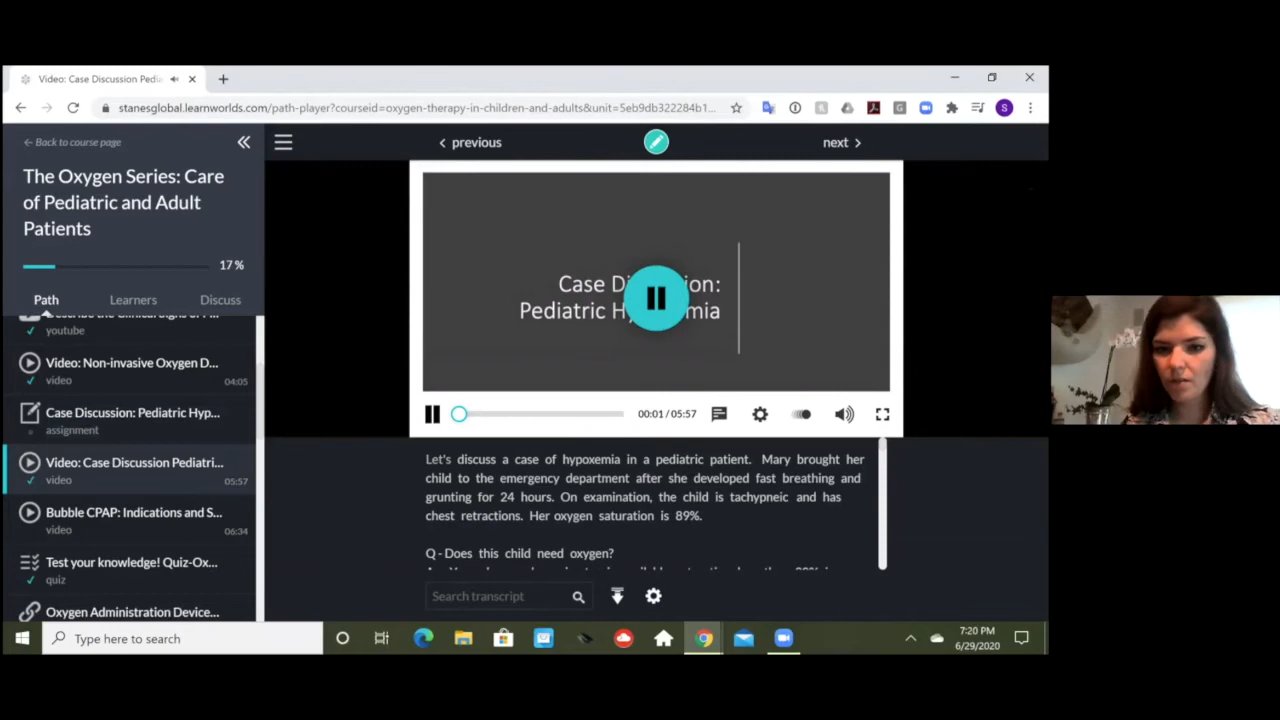 Video: Case Discussion Pedi
stanesglobal.learnworlds.com/path-player?courseid=oxygen-therapy-in-children-and-adults&unit=5eb9db322284b1...
S
Back to course page
previous
next
The Oxygen Series: Care
of Pediatric and Adult
Patients
17%
Path
Learners
Discuss
youtube
Video: Non-invasive Oxygen D...
video
04:05
Case Discussion: Pediatric Hyp...
assignment
Video: Case Discussion Pediatri...
video
05:57
Bubble CPAP: Indications and S...
video
06:34
Test your knowledge! Quiz-Ox...
quiz
Oxygen Administration Device...
Case Di on:
Pediatric H mia
00:01 / 05:57
Let's discuss a case of hypoxemia in a pediatric patient. Mary brought her
child to the emergency department after she developed fast breathing and
grunting for 24 hours. On examination, the child is tachypneic and has
chest retractions. Her oxygen saturation is 89%.
Q - Does this child need oxygen?
Search transcript
Type here to search
7:20 PM
6/29/2020